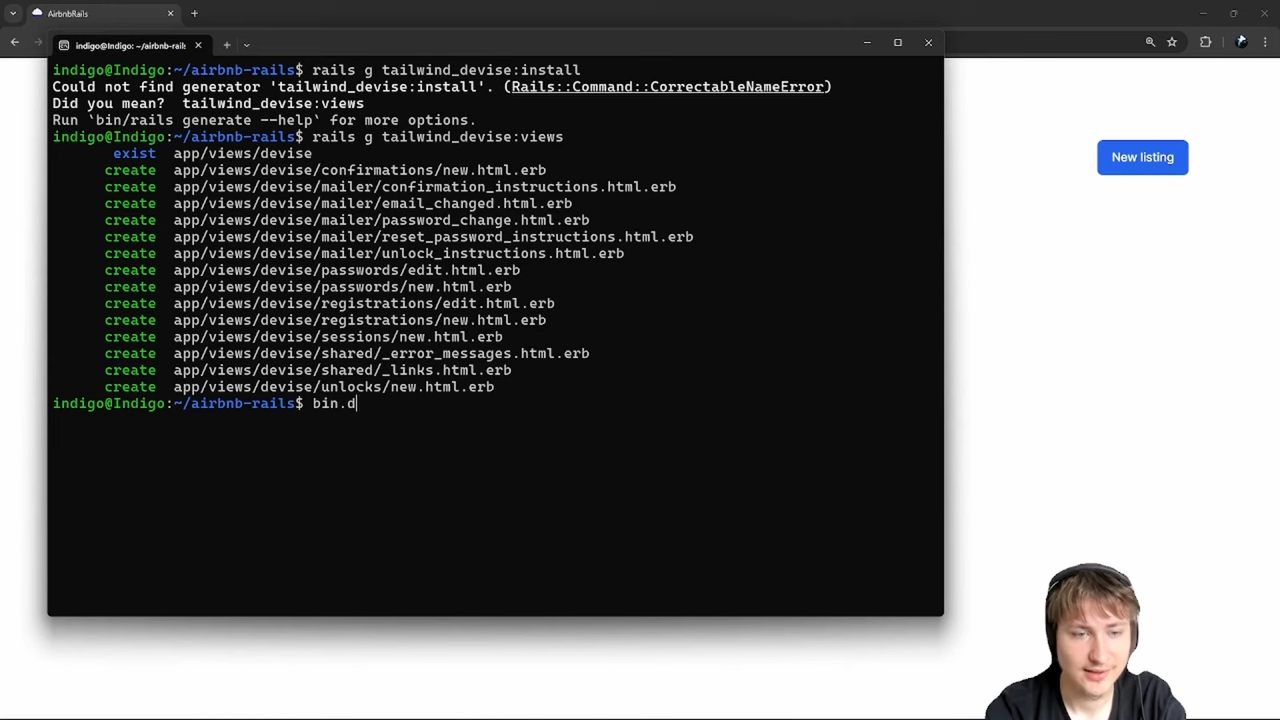 AirbnbRails
indigo@Indigo: ~/airbnb-rails
indigo@Indigo:~/airbnb-rails$ rails g tailwind_devise:install
Could not find generator 'tailwind_devise:install'. (Rails::Command::CorrectableNameError)
Did you mean?  tailwind_devise:views
Run `bin/rails generate --help` for more options.
indigo@Indigo:~/airbnb-rails$ rails g tailwind_devise:views
exist  app/views/devise
create  app/views/devise/confirmations/new.html.erb
create  app/views/devise/mailer/confirmation_instructions.html.erb
create  app/views/devise/mailer/email_changed.html.erb
create  app/views/devise/mailer/password_change.html.erb
create  app/views/devise/mailer/reset_password_instructions.html.erb
create  app/views/devise/mailer/unlock_instructions.html.erb
create  app/views/devise/passwords/edit.html.erb
create  app/views/devise/passwords/new.html.erb
create  app/views/devise/registrations/edit.html.erb
create  app/views/devise/registrations/new.html.erb
create  app/views/devise/sessions/new.html.erb
create  app/views/devise/shared/_error_messages.html.erb
create  app/views/devise/shared/_links.html.erb
create  app/views/devise/unlocks/new.html.erb
indigo@Indigo:~/airbnb-rails$ bin.d
New listing